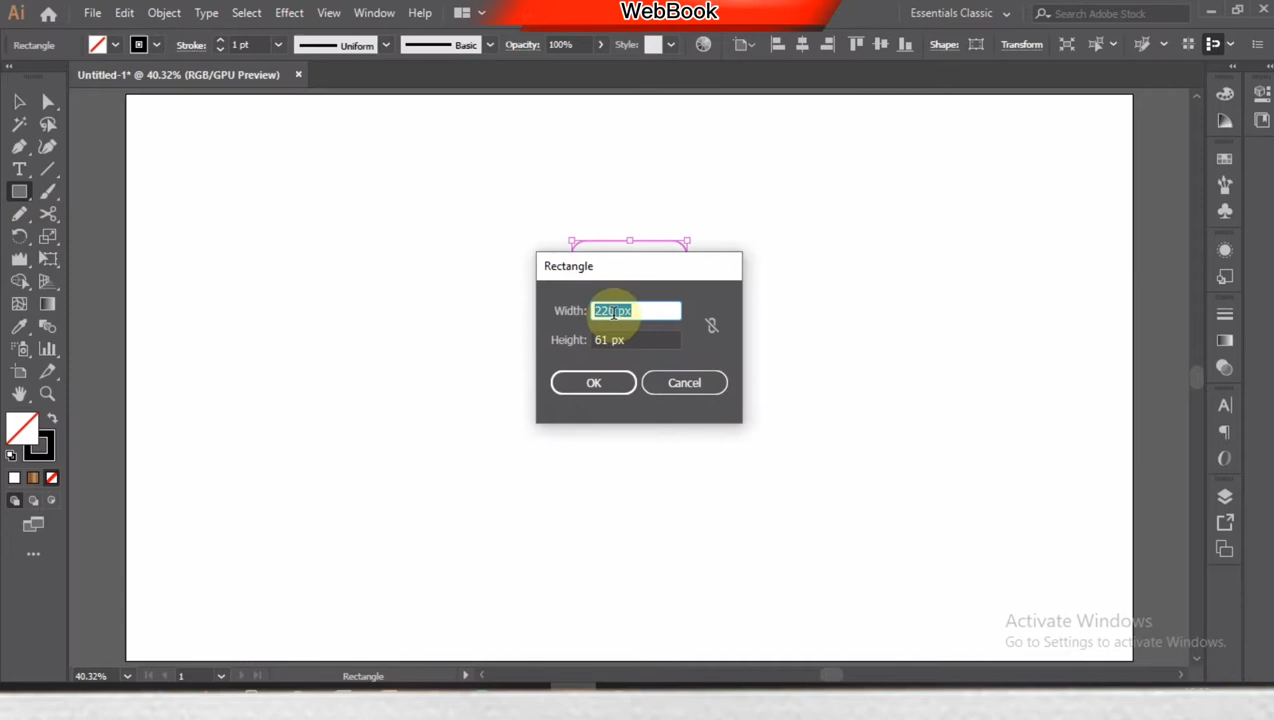 WebBook
Ai File Edit Object Type Select Effect View Window Help Essentials Classic Search Adobe Stock
Rectangle Stroke: 1 pt Uniform Basic Opacity: 100% Style: Shape: Transform
Untitled-1* @ 40.32% (RGB/GPU Preview) ×
Rectangle
Width: 220 px
Height: 61 px
OK Cancel
Activate Windows
Go to Settings to activate Windows.
40.32% 1 Rectangle